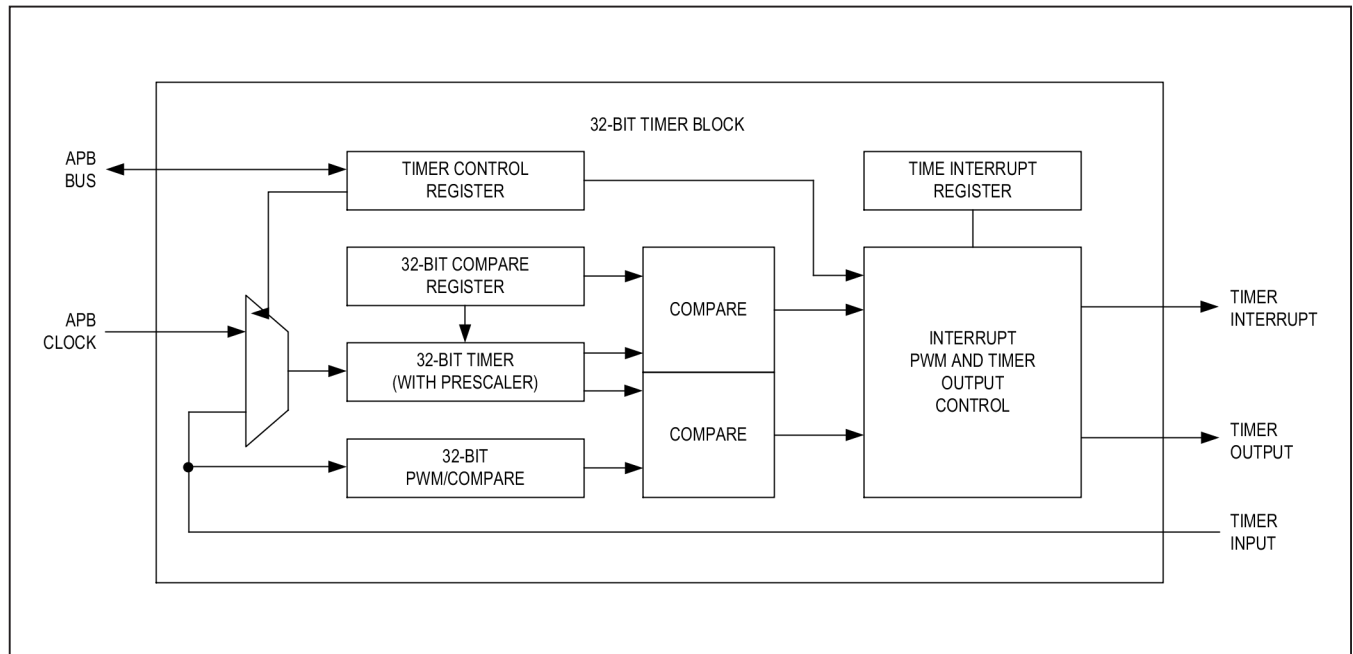 32-BIT TIMER BLOCK
APB
BUS
TIMER CONTROL
REGISTER
TIME INTERRUPT
REGISTER
32-BIT COMPARE
REGISTER
COMPARE
APB
CLOCK
32-BIT TIMER
(WITH PRESCALER)
INTERRUPT
PWM AND TIMER
OUTPUT
CONTROL
TIMER
INTERRUPT
COMPARE
32-BIT
PWM/COMPARE
TIMER
OUTPUT
TIMER
INPUT